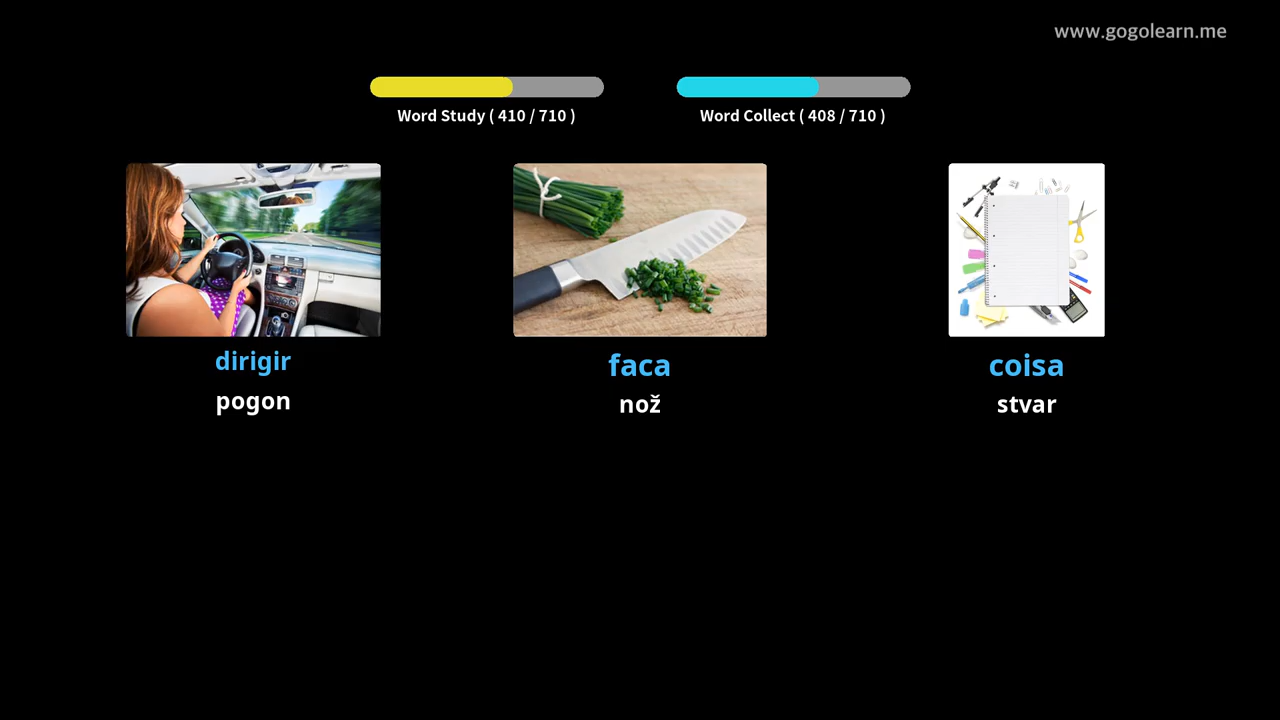 www.gogolearn.me
Word Study ( 410 / 710 )
Word Collect ( 408 / 710 )
dirigir
faca
coisa
pogon
nož
stvar